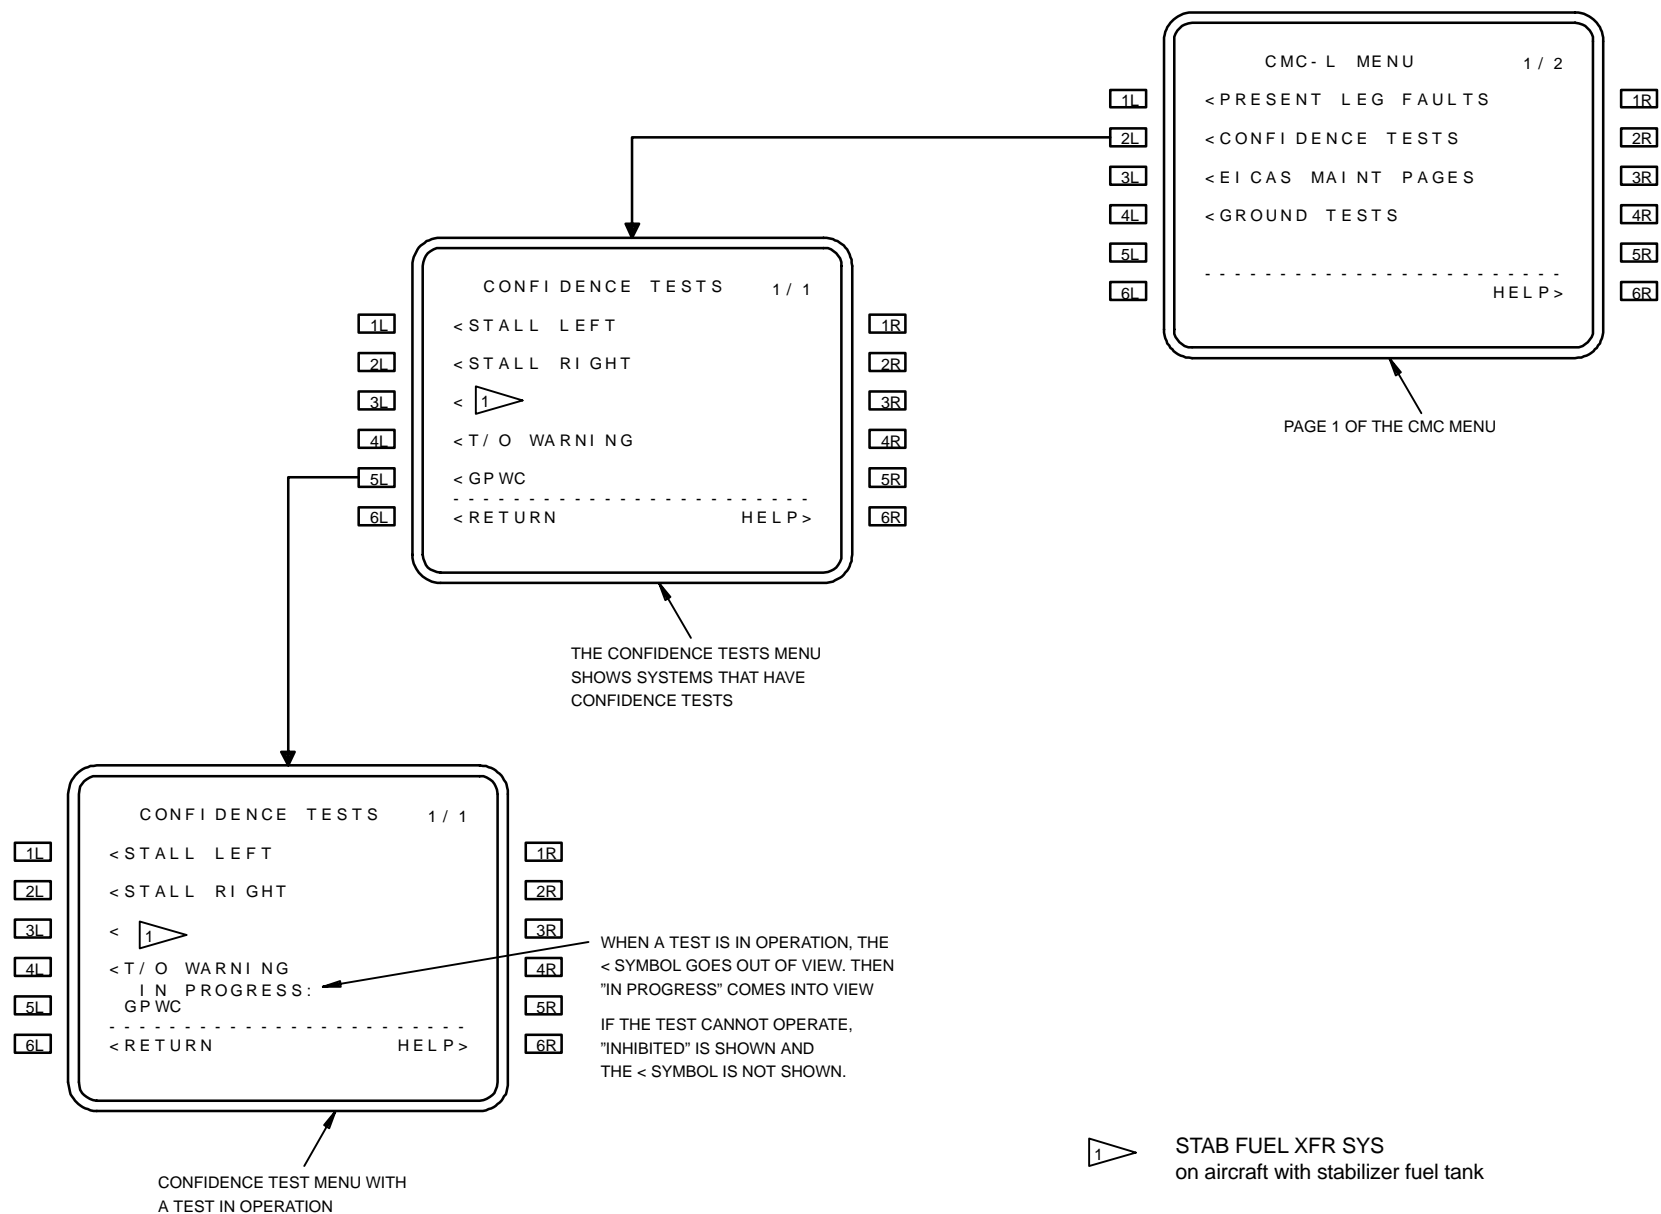 CMC-L MENU 1/2
1L <PRESENT LEG FAULTS 1R
2L <CONFIDENCE TESTS 2R
3L <EICAS MAINT PAGES 3R
4L <GROUND TESTS 4R
5L 5R
- - - - - - - - - - - - - - - - - - - - - - - -
6L HELP> 6R
PAGE 1 OF THE CMC MENU
CONFIDENCE TESTS 1/1
1L <STALL LEFT 1R
2L <STALL RIGHT 2R
3L < 1 3R
4L <T/O WARNING 4R
5L <GPWC 5R
- - - - - - - - - - - - - - - - - - - - - - - -
6L <RETURN HELP> 6R
THE CONFIDENCE TESTS MENU
SHOWS SYSTEMS THAT HAVE
CONFIDENCE TESTS
CONFIDENCE TESTS 1/1
1L <STALL LEFT 1R
2L <STALL RIGHT 2R
3L < 1 3R
4L <T/O WARNING 4R
IN PROGRESS:
5L GPWC 5R
- - - - - - - - - - - - - - - - - - - - - - - -
6L <RETURN HELP> 6R
WHEN A TEST IS IN OPERATION, THE
< SYMBOL GOES OUT OF VIEW. THEN
"IN PROGRESS" COMES INTO VIEW
IF THE TEST CANNOT OPERATE,
"INHIBITED" IS SHOWN AND
THE < SYMBOL IS NOT SHOWN.
CONFIDENCE TEST MENU WITH
A TEST IN OPERATION
1 STAB FUEL XFR SYS
on aircraft with stabilizer fuel tank